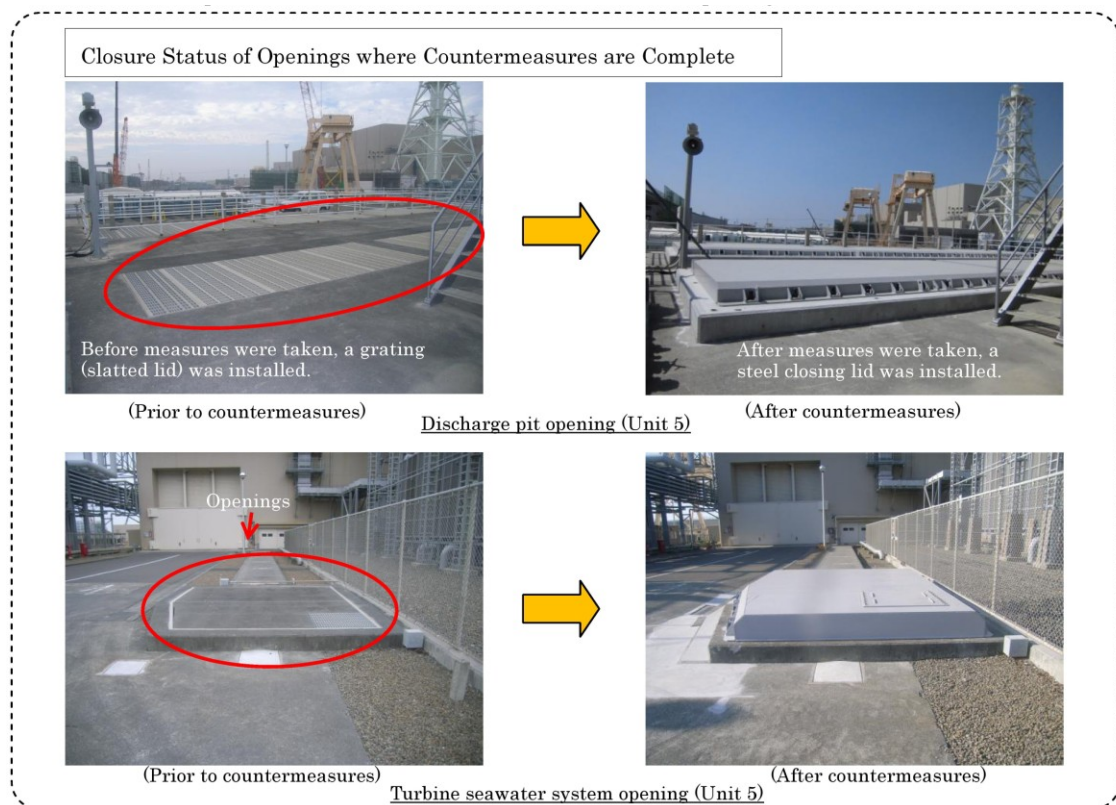 Closure Status of Openings where Countermeasures are Complete
Before measures were taken, a grating
(slatted lid) was installed.
After measures were taken, a
steel closing lid was installed.
(Prior to countermeasures)
(After countermeasures)
Discharge pit opening (Unit 5)
Openings
(Prior to countermeasures)
(After countermeasures)
Turbine seawater system opening (Unit 5)